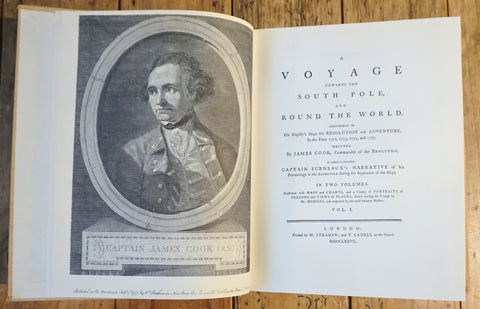 CAPTAIN JAMES COOK F.R.S.
A
VOYAGE
TOWARDS THE
SOUTH POLE,
AND
ROUND THE WORLD.
PERFORMED IN
His Majesty's Ships the RESOLUTION and ADVENTURE,
In the Years 1772, 1773, 1774, and 1775.
WRITTEN
By JAMES COOK, Commander of the RESOLUTION.
In which is included,
CAPTAIN FURNEAUX'S NARRATIVE of his
Proceedings in the ADVENTURE during the Separation of the Ships.
IN TWO VOLUMES.
Illustrated with MAPS and CHARTS, and a Variety of PORTRAITS of
PERSONS and VIEWS of PLACES, drawn during the Voyage by
Mr. HODGES, and engraved by the most eminent Masters.
VOL. I.
LONDON:
Printed for W. STRAHAN; and T. CADELL in the Strand.
MDCCLXXVII.